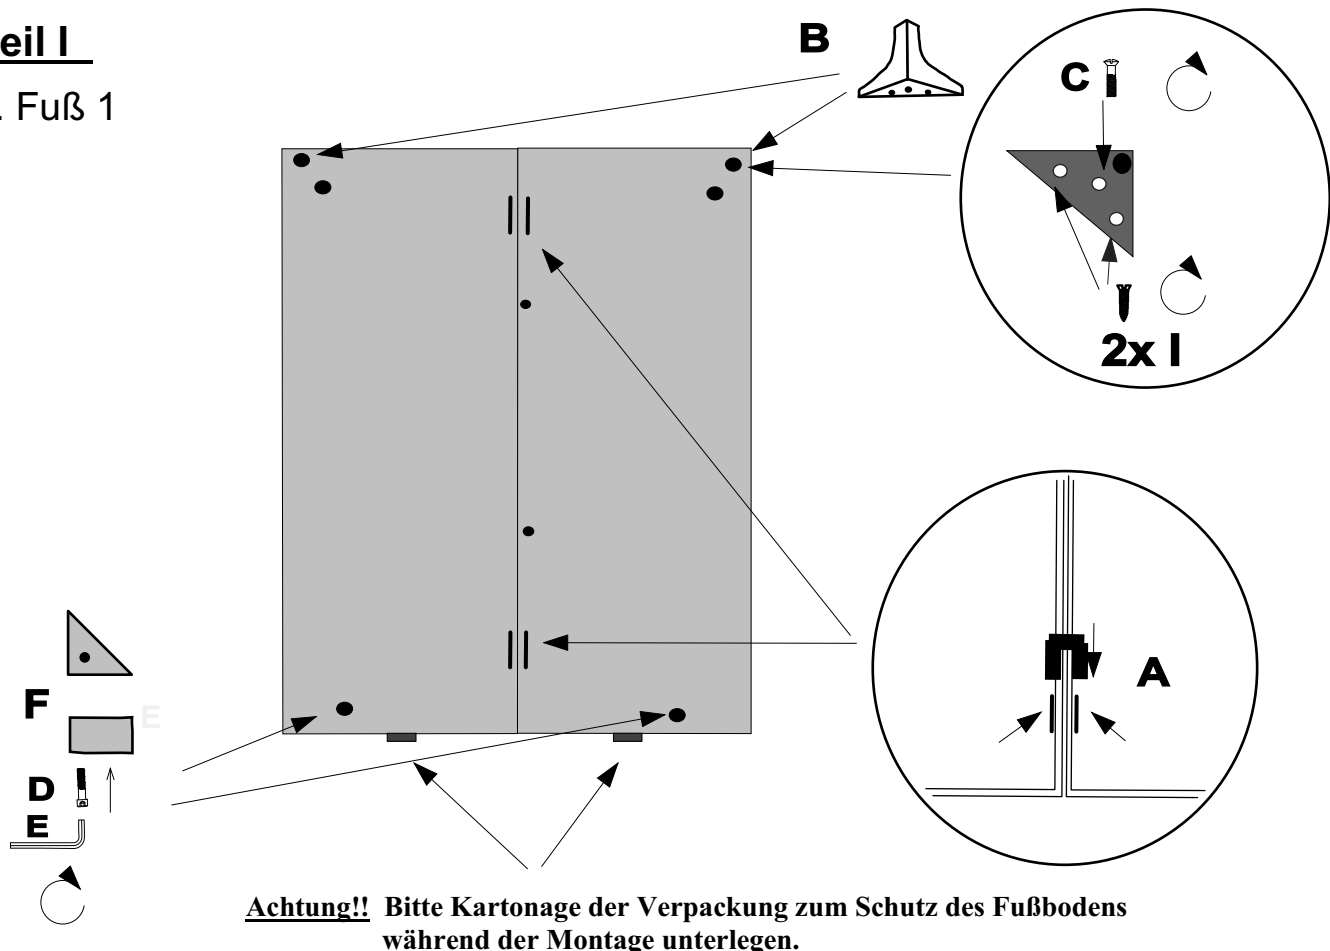 eil I
. Fuß 1
B
C
2x I
A
F
E
D
E
Achtung!! Bitte Kartonage der Verpackung zum Schutz des Fußbodens
während der Montage unterlegen.